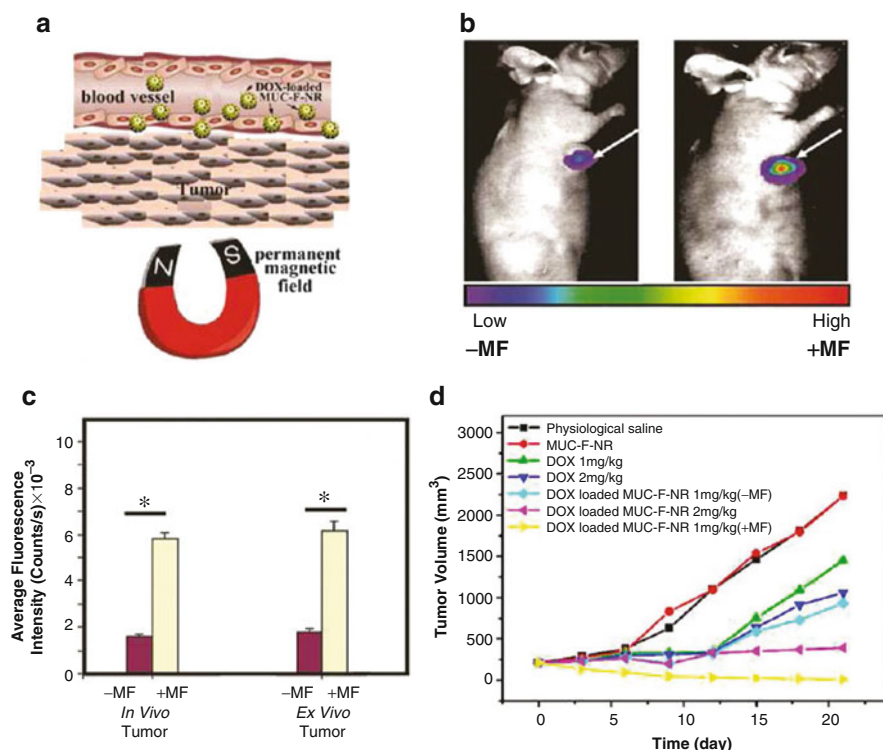 a
blood vessel
DOX-loaded
MUC-F-NR
Tumor
N
S
permanent
magnetic
field
b
Low
High
–MF
+MF
c
Average Fluorescence
Intensity (Counts/s)×10⁻³
10
8
6
4
2
0
*
*
–MF +MF
–MF +MF
In Vivo
Tumor
Ex Vivo
Tumor
d
Tumor Volume (mm³)
3000
2500
2000
1500
1000
500
0
Physiological saline
MUC-F-NR
DOX 1mg/kg
DOX 2mg/kg
DOX loaded MUC-F-NR 1mg/kg(–MF)
DOX loaded MUC-F-NR 2mg/kg
DOX loaded MUC-F-NR 1mg/kg(+MF)
0 5 10 15 20
Time (day)